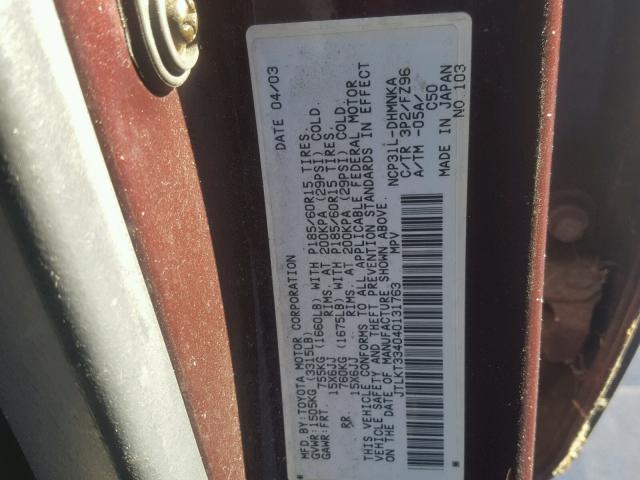 MFD.BY:TOYOTA MOTOR CORPORATION DATE 04/03
GVWR:1505KG (3315LB)
GAWR:FRT. 755KG (1660LB) WITH P185/60R15 TIRES.
15X6JJ RIMS. AT 200KPA (29PSI) COLD.
RR. 760KG (1675LB) WITH P185/60R15 TIRES.
15X6JJ RIMS. AT 200KPA (29PSI) COLD.
THIS VEHICLE CONFORMS TO ALL APPLICABLE FEDERAL MOTOR
VEHICLE SAFETY AND THEFT PREVENTION STANDARDS IN EFFECT
ON THE DATE OF MANUFACTURE SHOWN ABOVE.
JTLKT334040131763 MPV
NCP31L-DHMNKA
C/TR 3P2/FZ96
A/TM -05A/
C50
MADE IN JAPAN
NO.103